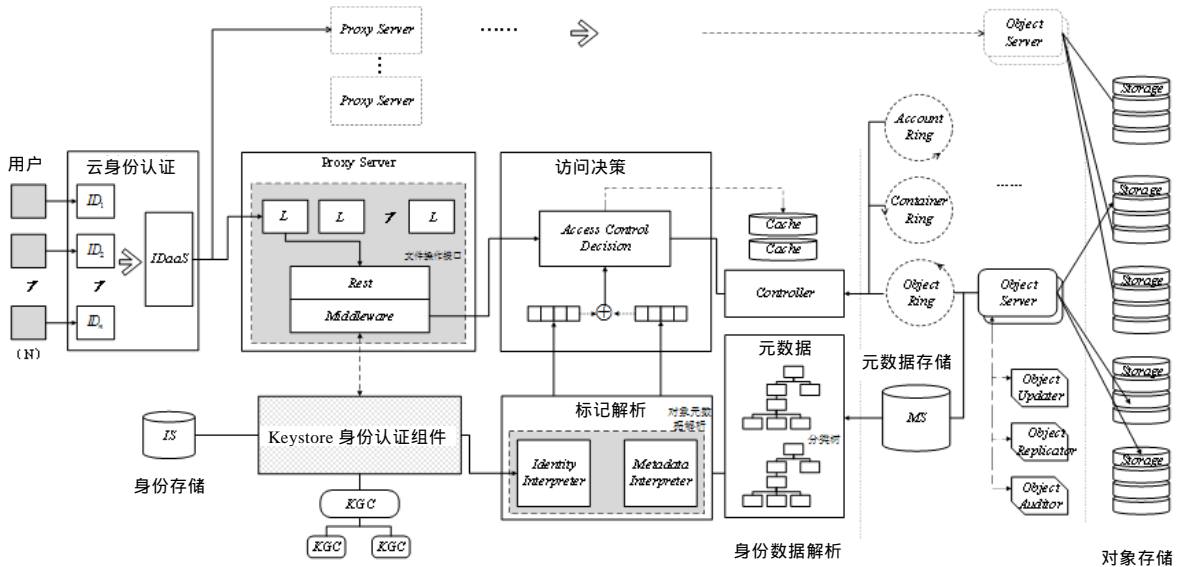 Proxy Server
......
Object
Server
Proxy Server
Storage
用户
云身份认证
Proxy Server
访问决策
Account
Ring
ID1
ID2
IDn
(N)
IDaaS
L
L
L
文件操作接口
Rest
Middleware
Access Control
Decision
Cache
Cache
Controller
Container
Ring
......
Storage
Object
Ring
Object
Server
Storage
元数据
元数据存储
Storage
IS
身份存储
Keystore 身份认证组件
标记解析
对象元数
据解析
Identity
Interpreter
Metadata
Interpreter
分类树
MS
Object
Updater
Object
Replicator
Object
Auditor
Storage
KGC
KGC
KGC
身份数据解析
对象存储